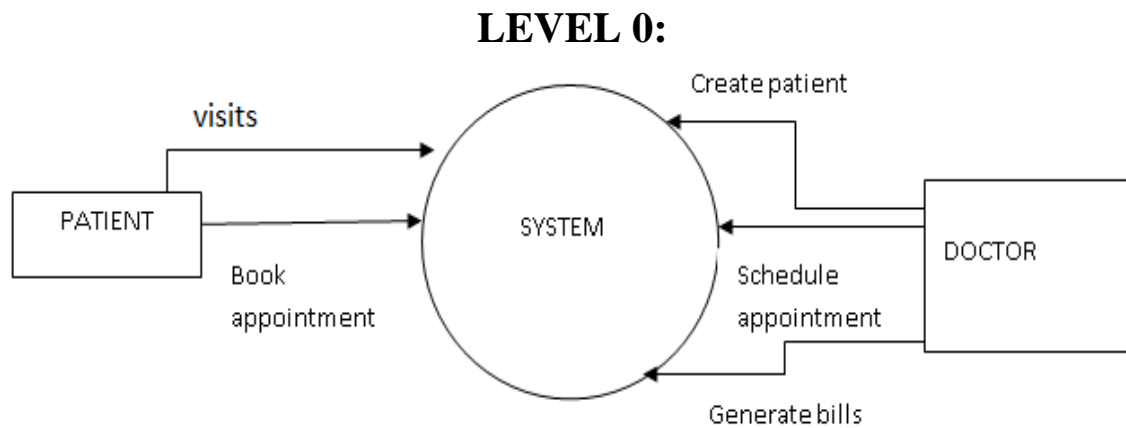 LEVEL 0:
Create patient
visits
PATIENT
SYSTEM
DOCTOR
Book
appointment
Schedule
appointment
Generate bills